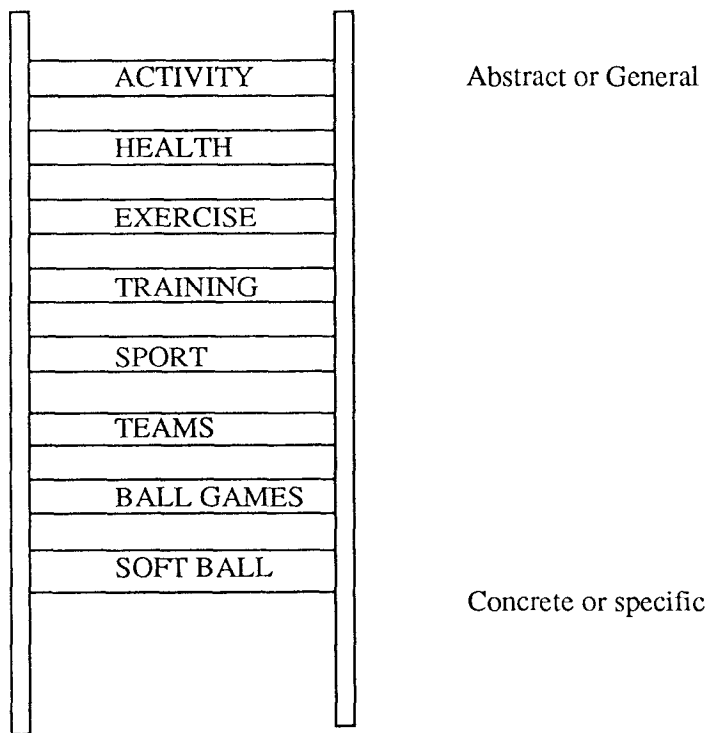 ACTIVITY
Abstract or General
HEALTH
EXERCISE
TRAINING
SPORT
TEAMS
BALL GAMES
SOFT BALL
Concrete or specific